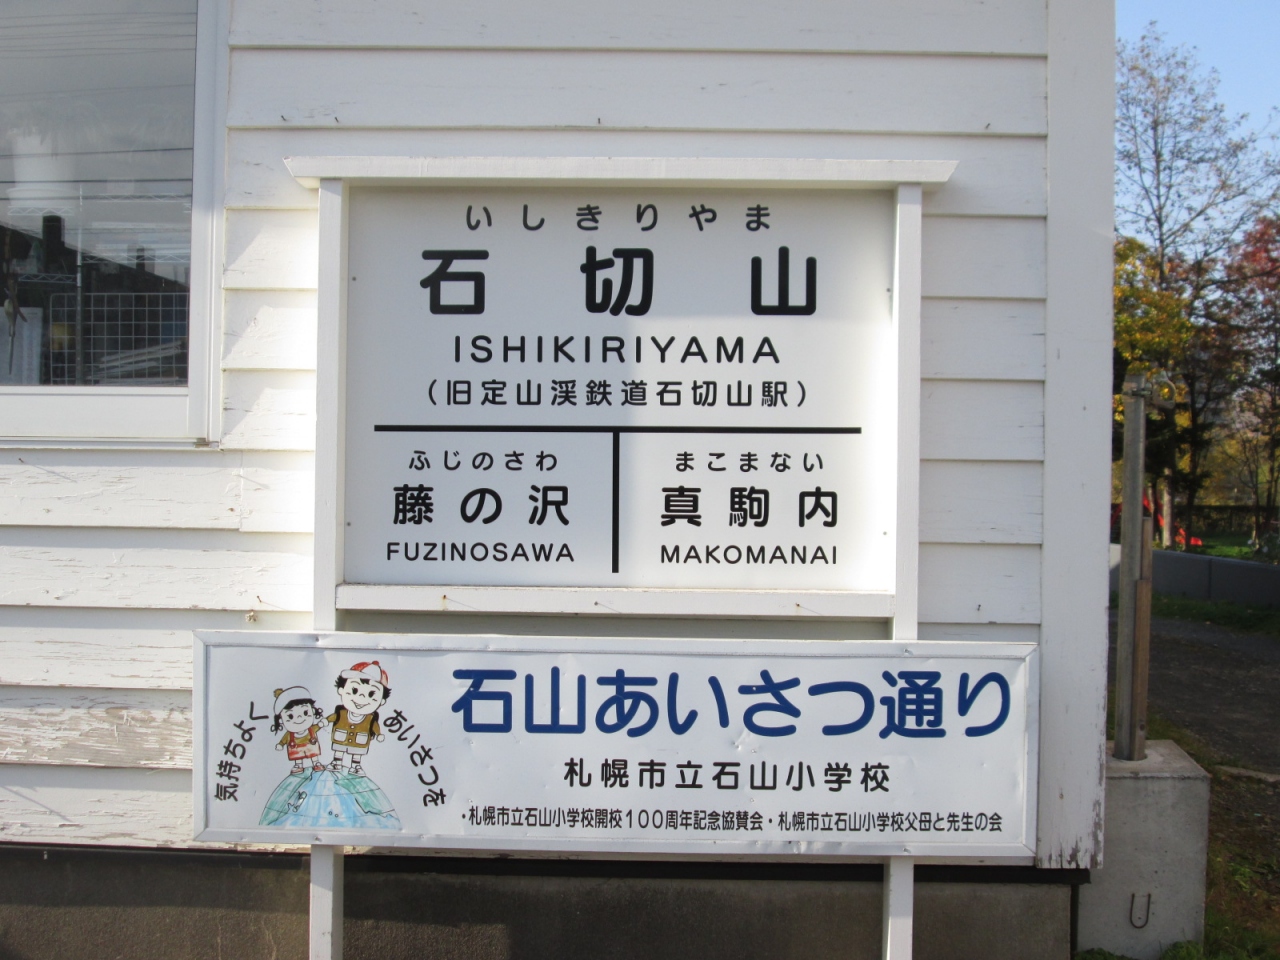 いしきりやま
石切山
ISHIKIRIYAMA
（旧定山渓鉄道石切山駅）
ふじのさわ
藤の沢
FUZINOSAWA
まこまない
真駒内
MAKOMANAI
気持ちよく
あいさつを
石山あいさつ通り
札幌市立石山小学校
・札幌市立石山小学校開校100周年記念協賛会・札幌市立石山小学校父母と先生の会